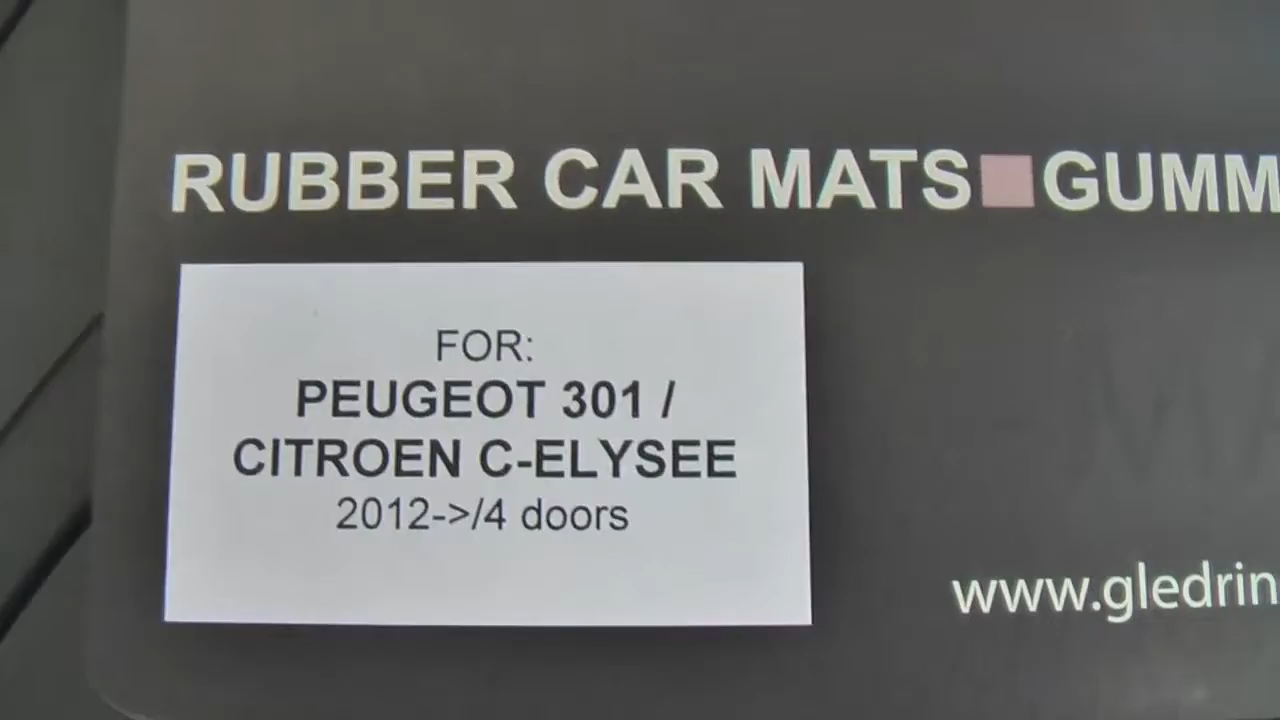 RUBBER CAR MATS GUMM
FOR:
PEUGEOT 301 /
CITROEN C-ELYSEE
2012->/4 doors
www.gledrin